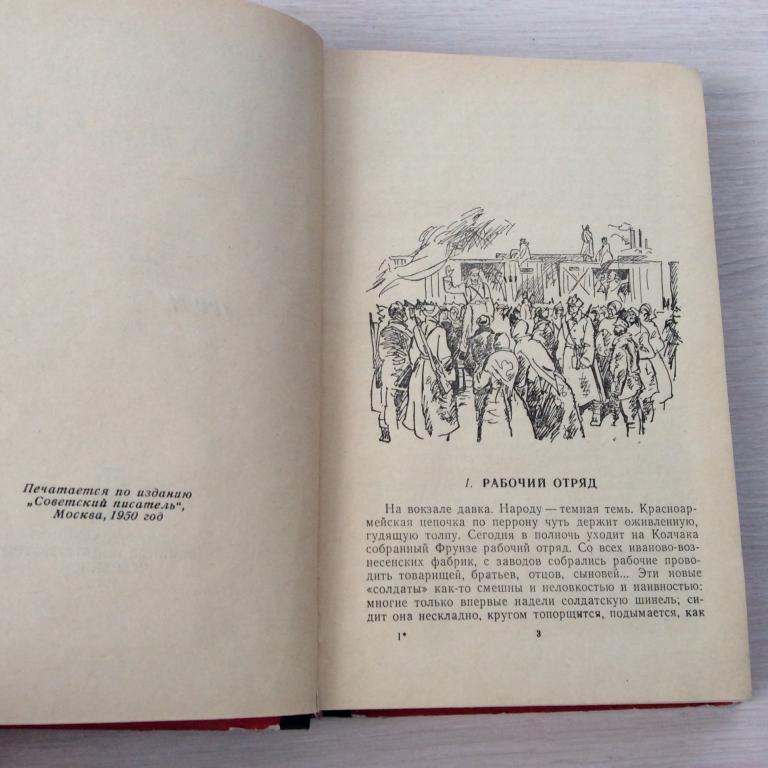 Печатается по изданию
„Советский писатель“,
Москва, 1950 год
1. РАБОЧИЙ ОТРЯД
На вокзале давка. Народу — темная темь. Красноар-
мейская цепочка по перрону чуть держит оживленную,
гудящую толпу. Сегодня в полночь уходит на Колчака
собранный Фрунзе рабочий отряд. Со всех иваново-воз-
несенских фабрик, с заводов собрались рабочие прово-
дить товарищей, братьев, отцов, сыновей... Эти новые
«солдаты» как-то смешны и неловкостью и наивностью:
многие только впервые надели солдатскую шинель; си-
дит она нескладно, кругом топорщится, подымается, как
1*
3